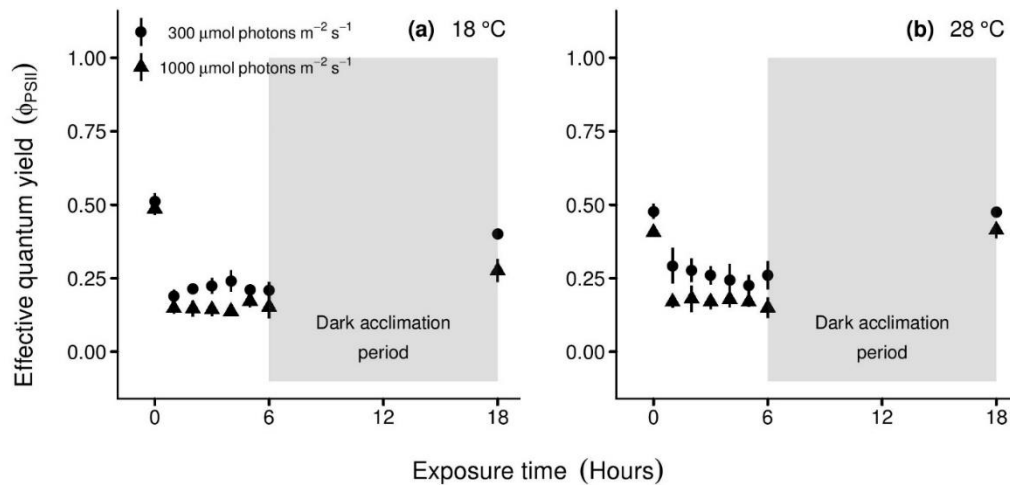 300 μmol photons m⁻² s⁻¹
1000 μmol photons m⁻² s⁻¹
(a) 18 °C
(b) 28 °C
Effective quantum yield (ϕPSII)
1.00
0.75
0.50
0.25
0.00
Dark acclimation
period
0
6
12
18
1.00
0.75
0.50
0.25
0.00
Dark acclimation
period
0
6
12
18
Exposure time (Hours)